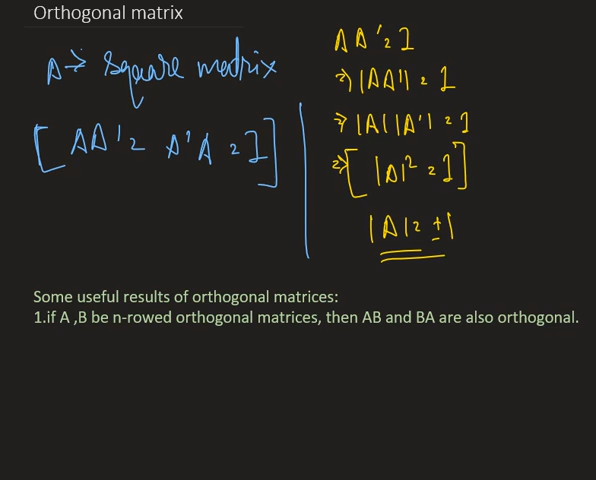 Orthogonal matrix
A → Square matrix
[AA' = A'A = I]
AA' = I
⇒ |AA'| = 1
⇒ |A||A'| = 1
⇒ [|A|² = 1]
|A| = ±1
Some useful results of orthogonal matrices:
1.if A ,B be n-rowed orthogonal matrices, then AB and BA are also orthogonal.